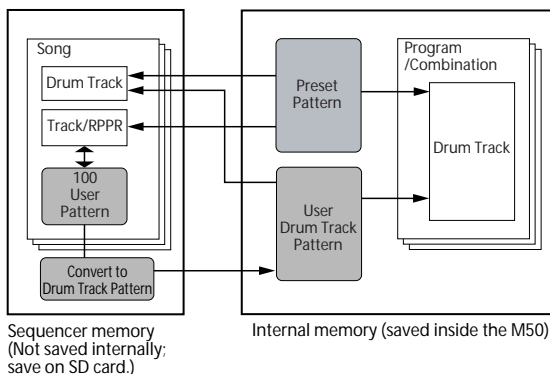 Song
Drum Track
Track/RPPR
100
User
Pattern
Convert to
Drum Track Pattern
Sequencer memory
(Not saved internally;
save on SD card.)
Preset
Pattern
User
Drum Track
Pattern
Program
/Combination
Drum Track
Internal memory (saved inside the M50)